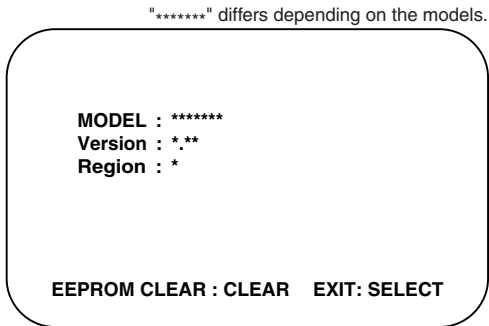 "*******" differs depending on the models.
MODEL : *******
Version : *.**
Region : *
EEPROM CLEAR : CLEAR EXIT: SELECT